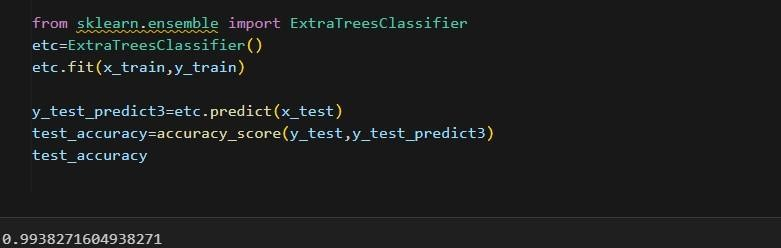 from sklearn.ensemble import ExtraTreesClassifier
etc=ExtraTreesClassifier()
etc.fit(x_train,y_train)
y_test_predict3=etc.predict(x_test)
test_accuracy=accuracy_score(y_test,y_test_predict3)
test_accuracy
0.9938271604938271